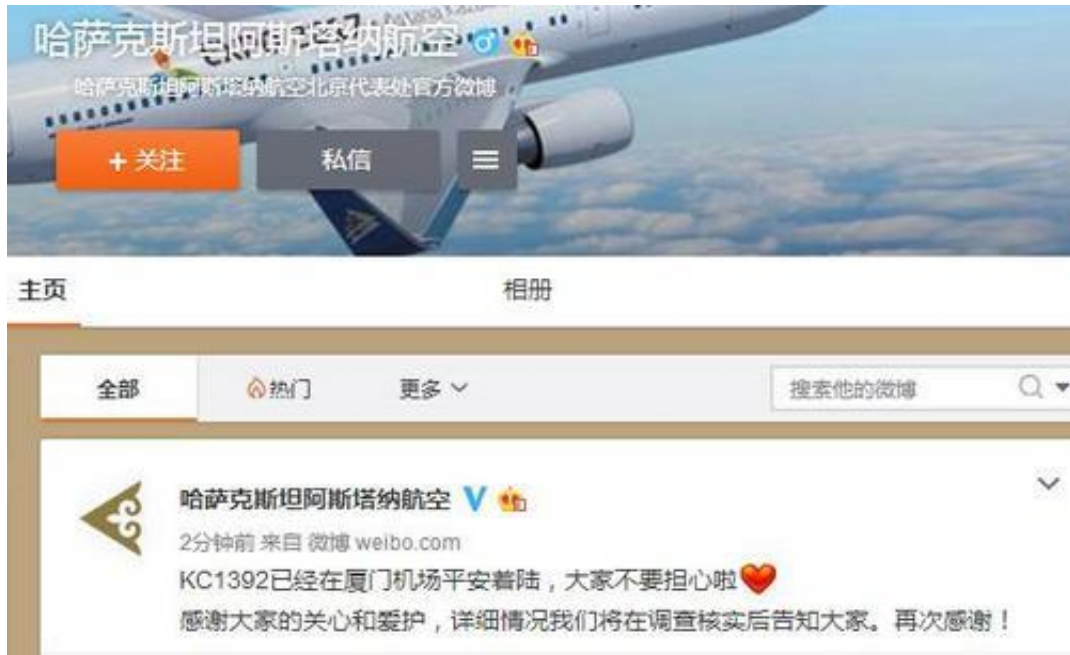 哈萨克斯坦阿斯塔纳航空
哈萨克斯坦阿斯塔纳航空北京代表处官方微博
+ 关注
私信
主页
相册
全部
热门
更多
搜索他的微博
哈萨克斯坦阿斯塔纳航空
2分钟前 来自 微博 weibo.com
KC1392已经在厦门机场平安着陆，大家不要担心啦
感谢大家的关心和爱护，详细情况我们将在调查核实后告知大家。再次感谢！